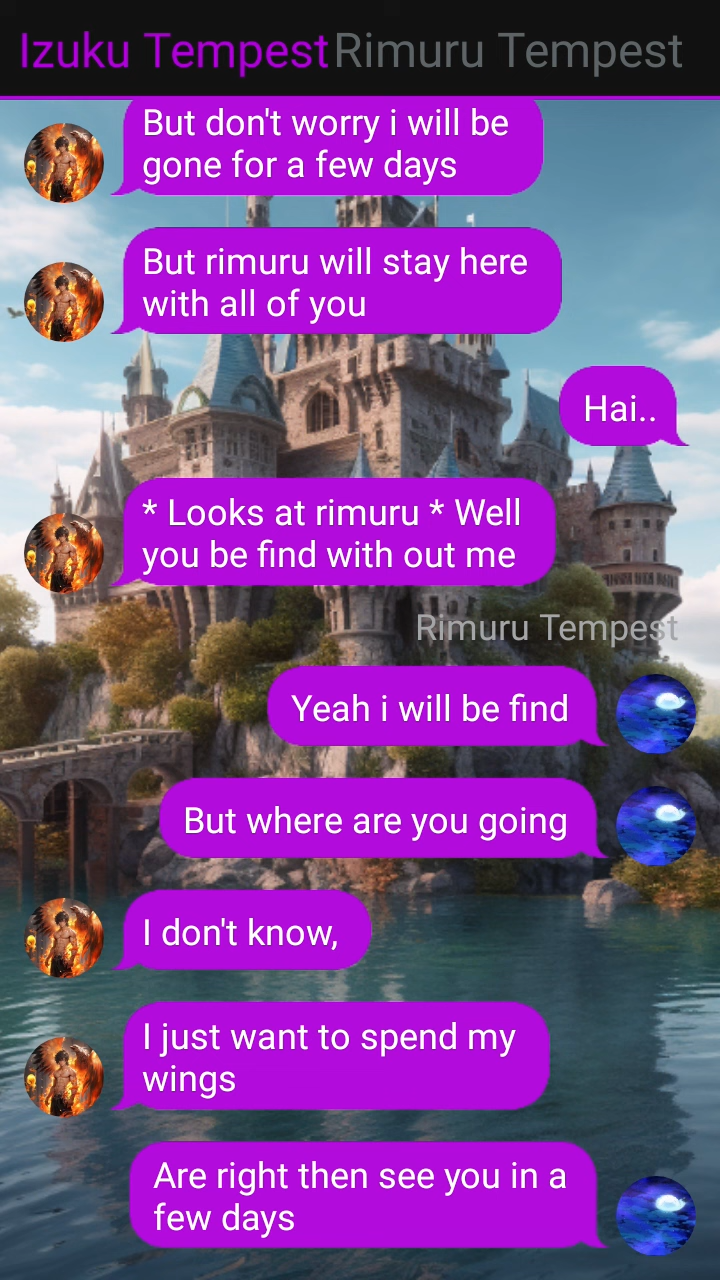 Izuku Tempest Rimuru Tempest
But don't worry i will be
gone for a few days
But rimuru will stay here
with all of you
Hai..
* Looks at rimuru * Well
you be find with out me
Rimuru Tempest
Yeah i will be find
But where are you going
I don't know,
I just want to spend my
wings
Are right then see you in a
few days